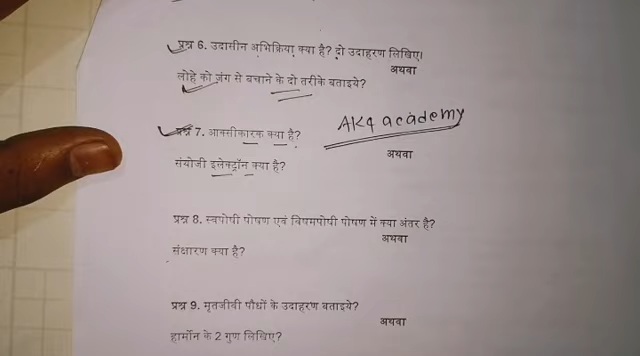 प्रश्न 6. उदासीन अभिक्रिया क्या है? दो उदाहरण लिखिए।
अथवा
लोहे को जंग से बचाने के दो तरीके बताइये?
प्रश्न 7. आक्सीकारक क्या है?
AK4 academy
अथवा
संयोजी इलेक्ट्रॉन क्या है?
प्रश्न 8. स्वपोषी पोषण एवं विषमपोषी पोषण में क्या अंतर है?
अथवा
संक्षारण क्या है?
प्रश्न 9. मृतजीवी पौधों के उदाहरण बताइये?
अथवा
हार्मोन के 2 गुण लिखिए?